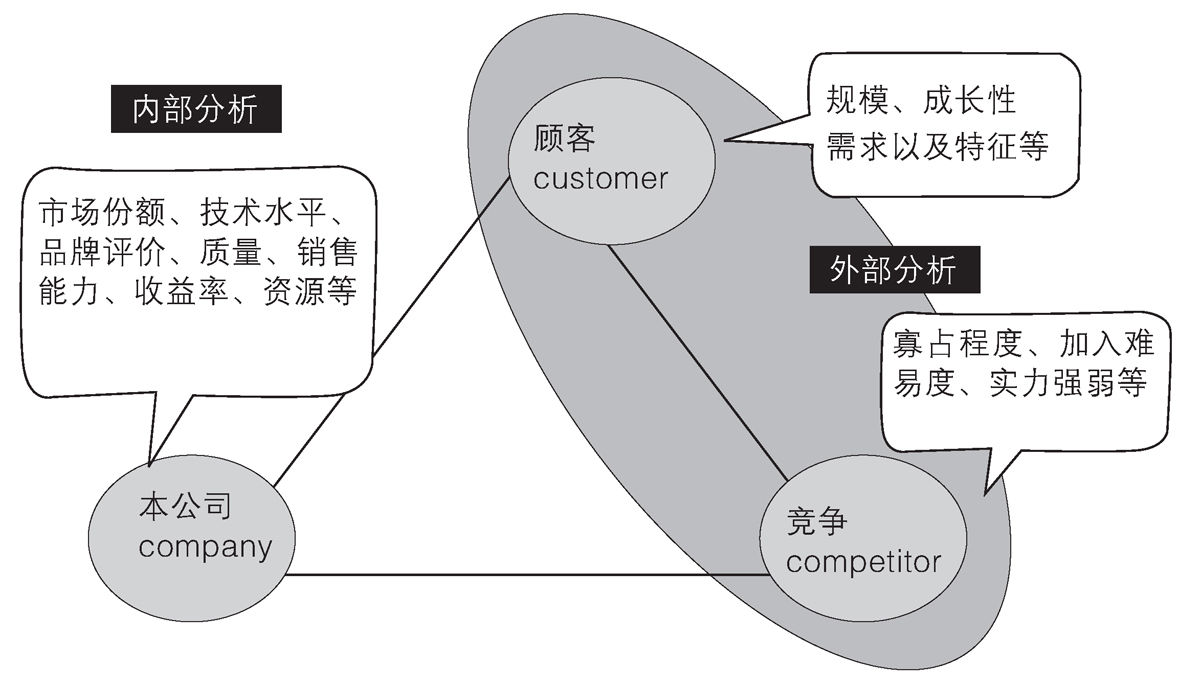 内部分析
市场份额、技术水平、
品牌评价、质量、销售
能力、收益率、资源等
本公司
company
顾客
customer
规模、成长性
需求以及特征等
外部分析
寡占程度、加入难
易度、实力强弱等
竞争
competitor